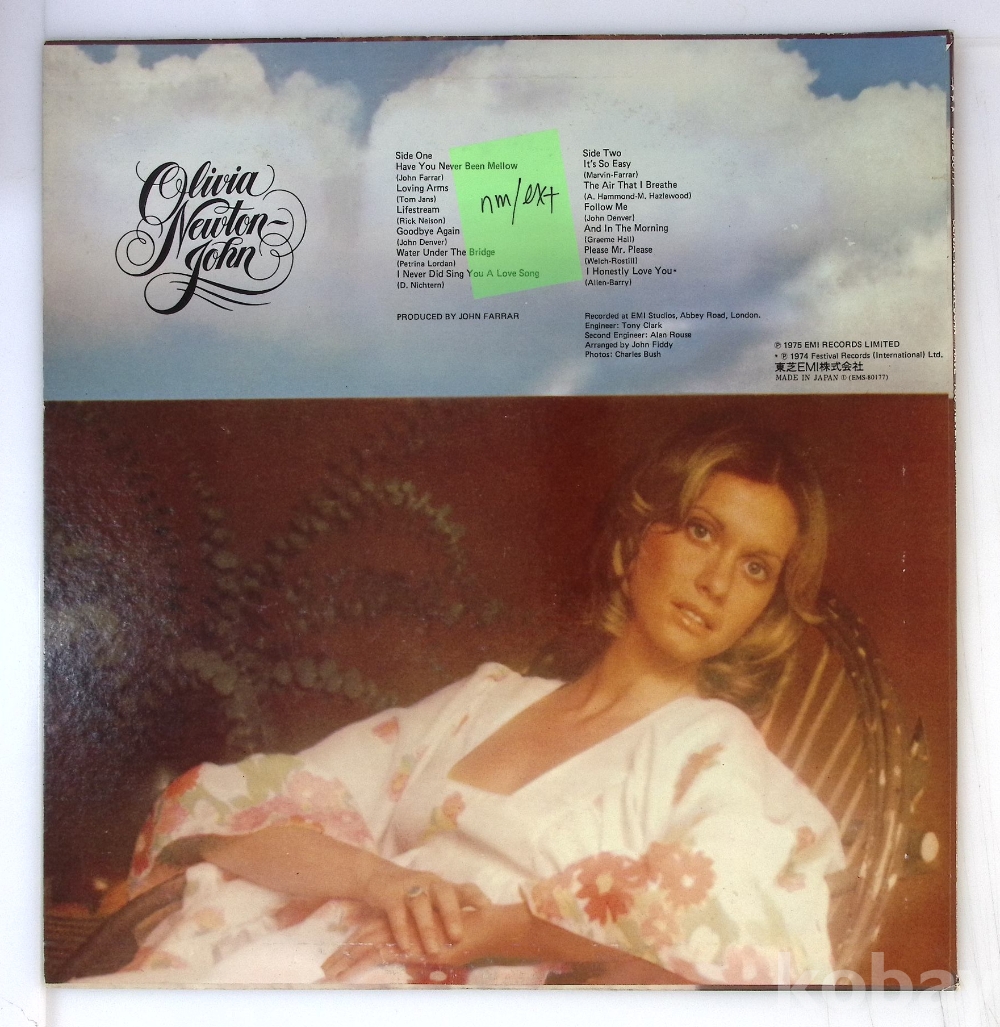 Olivia
Newton-
John
Side One
Have You Never Been Mellow
(John Farrar)
Loving Arms
(Tom Jans)
Lifestream
(Rick Nelson)
Goodbye Again
(John Denver)
Water Under The Bridge
(Petrina Lordan)
I Never Did Sing You A Love Song
(D. Nichtern)
PRODUCED BY JOHN FARRAR
nm/ext
Side Two
It's So Easy
(Marvin-Farrar)
The Air That I Breathe
(A. Hammond-M. Hazlewood)
Follow Me
(John Denver)
And In The Morning
(Graeme Hall)
Please Mr. Please
(Welch-Rostill)
I Honestly Love You*
(Allen-Barry)
Recorded at EMI Studios, Abbey Road, London.
Engineer: Tony Clark
Second Engineer: Alan Rouse
Arranged by John Fiddy
Photos: Charles Bush
℗ 1975 EMI RECORDS LIMITED
* ℗ 1974 Festival Records (International) Ltd.
東芝EMI株式会社
MADE IN JAPAN ① (EMS-80177)
kobay